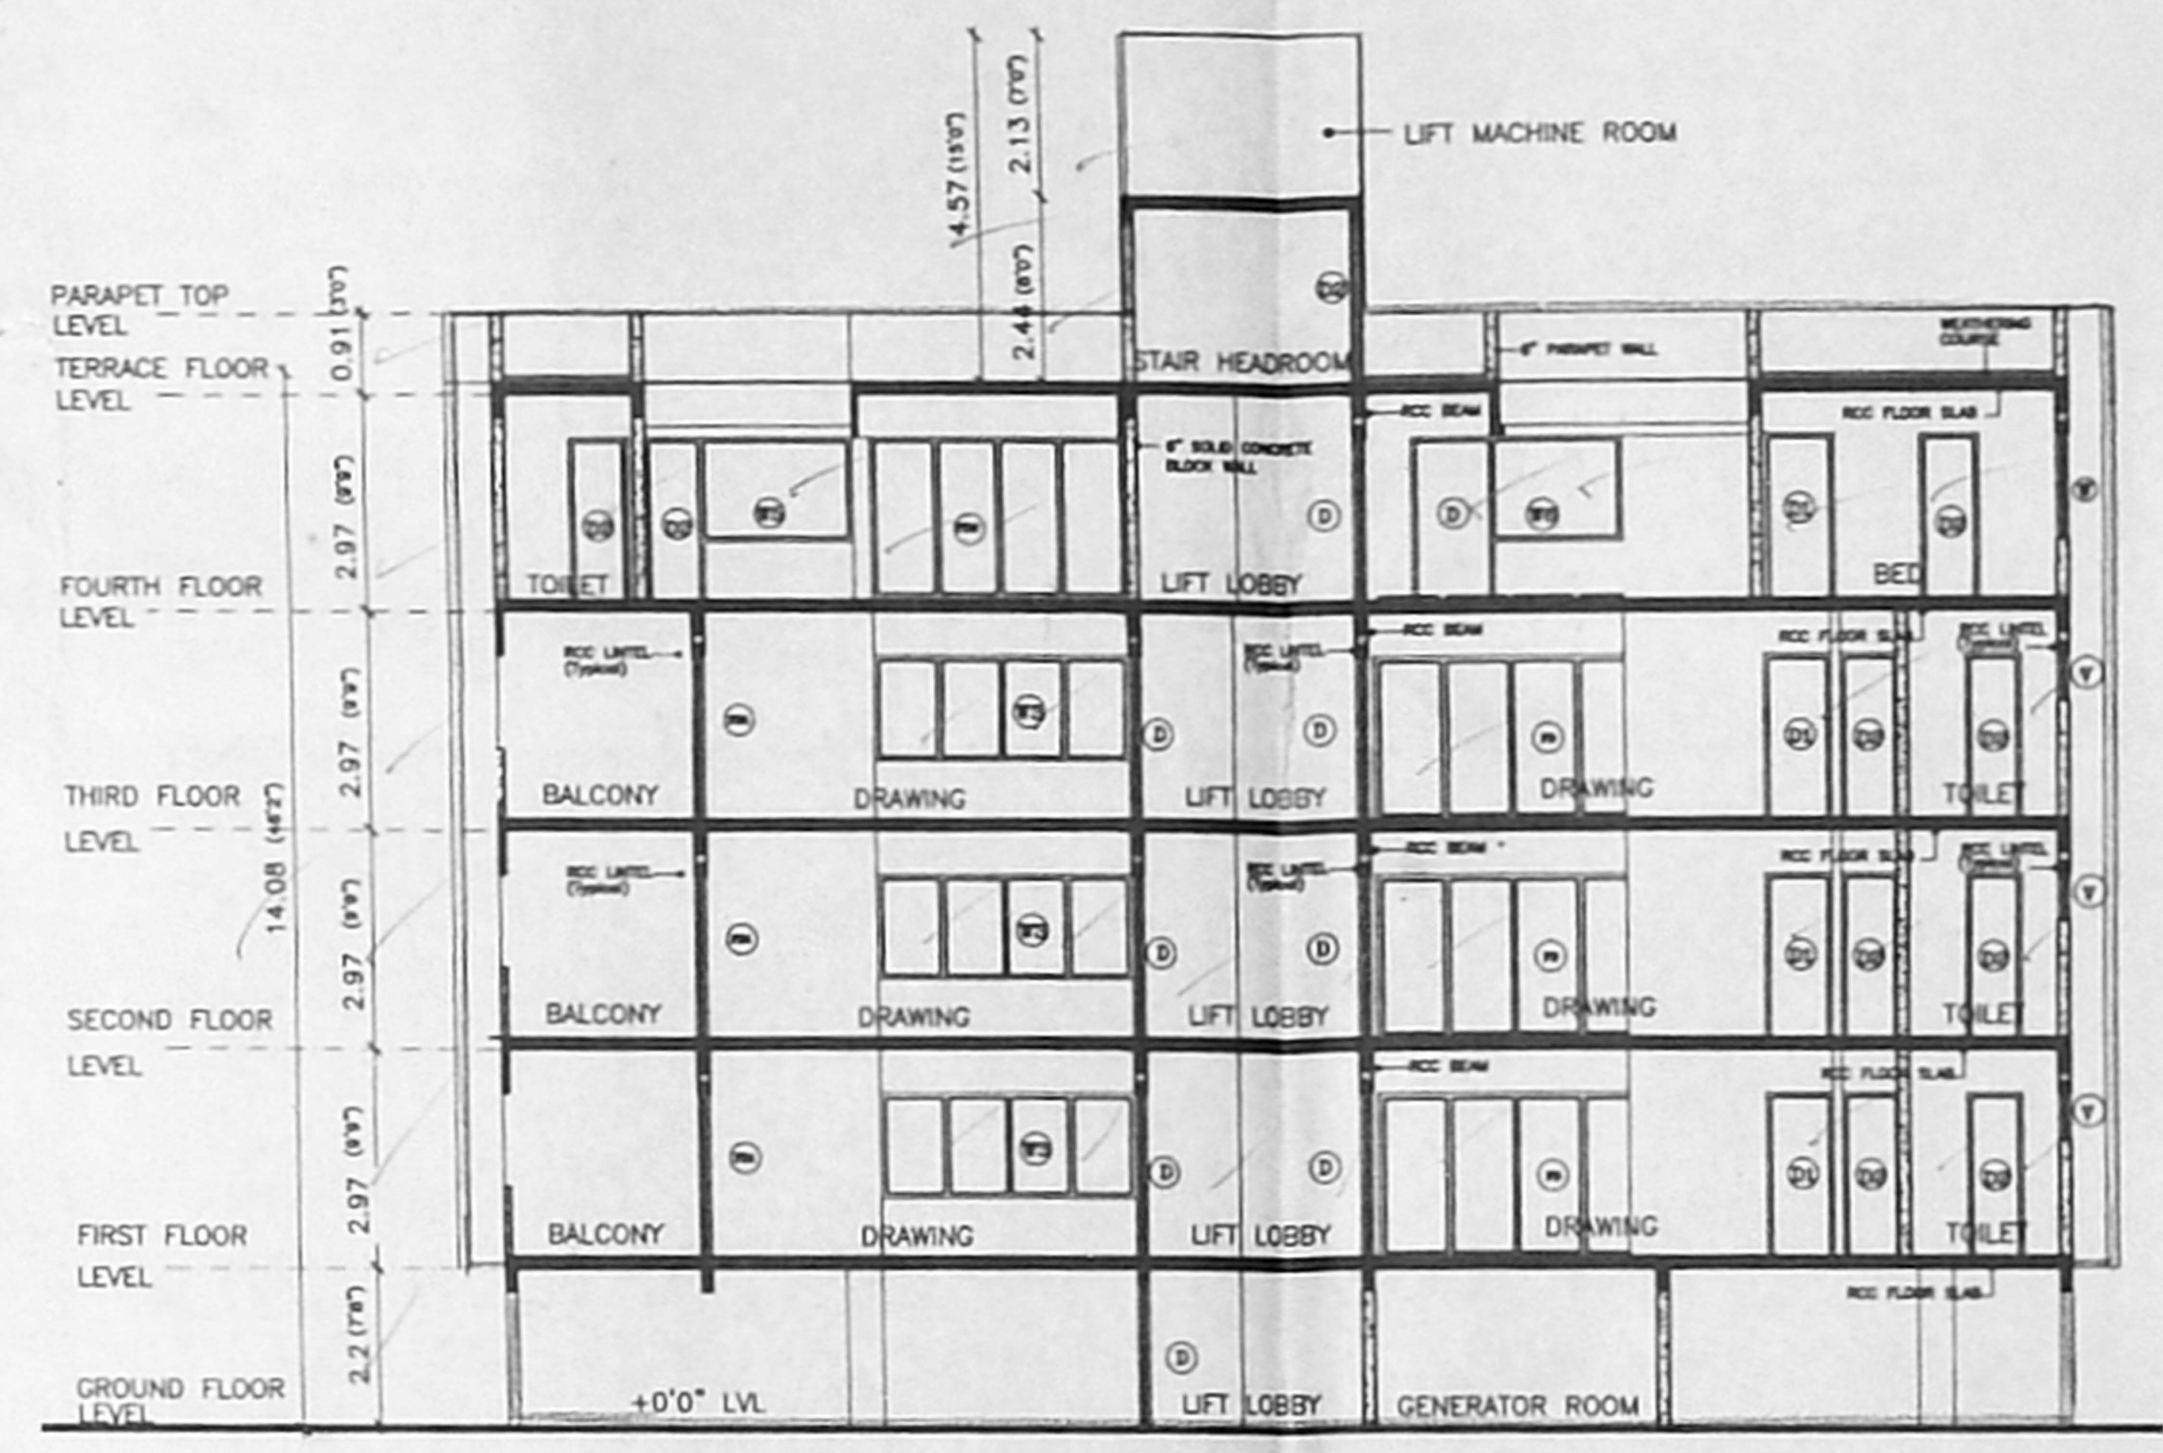 LIFT MACHINE ROOM
4.57 (15'0")
2.13 (7'0")
2.44 (8'0")
PARAPET TOP
LEVEL
0.91 (3'0")
TERRACE FLOOR
LEVEL
STAIR HEADROOM
6" PARAPET WALL
WEATHERING
COURSE
RCC BEAM
RCC FLOOR SLAB
6" SOLID CONCRETE
BLOCK WALL
2.97 (9'9")
D
D
FOURTH FLOOR
LEVEL
TOILET
LIFT LOBBY
BED
RCC LINTEL
(Typical)
RCC LINTEL
(Typical)
RCC BEAM
RCC FLOOR SLAB
RCC LINTEL
(Typical)
2.97 (9'9")
D
D
D1
V
THIRD FLOOR
LEVEL
BALCONY
DRAWING
LIFT LOBBY
DRAWING
TOILET
14.08 (46'2")
RCC LINTEL
(Typical)
RCC LINTEL
(Typical)
RCC BEAM
RCC FLOOR SLAB
RCC LINTEL
(Typical)
2.97 (9'9")
D
D
D1
V
SECOND FLOOR
LEVEL
BALCONY
DRAWING
LIFT LOBBY
DRAWING
TOILET
RCC BEAM
RCC FLOOR SLAB
2.97 (9'9")
D
D
D1
V
FIRST FLOOR
LEVEL
BALCONY
DRAWING
LIFT LOBBY
DRAWING
TOILET
RCC FLOOR SLAB
2.2 (7'8")
D
GROUND FLOOR
LEVEL
+0'0" LVL
LIFT LOBBY
GENERATOR ROOM